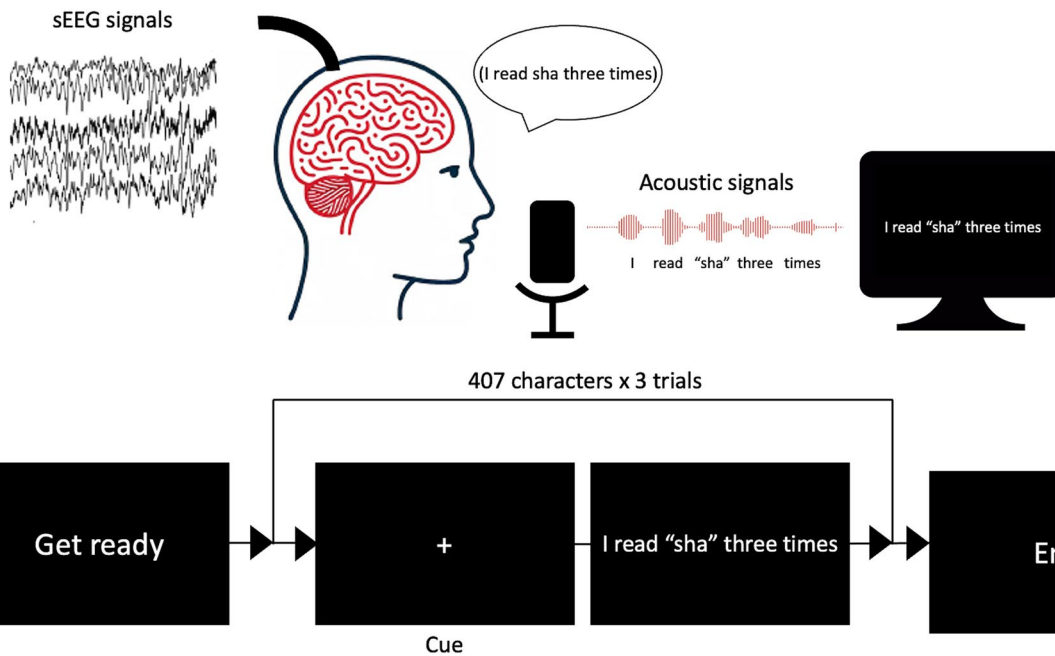 sEEG signals
(I read sha three times)
Acoustic signals
I read “sha” three times
I read “sha” three times
407 characters x 3 trials
Get ready
+
I read “sha” three times
Cue